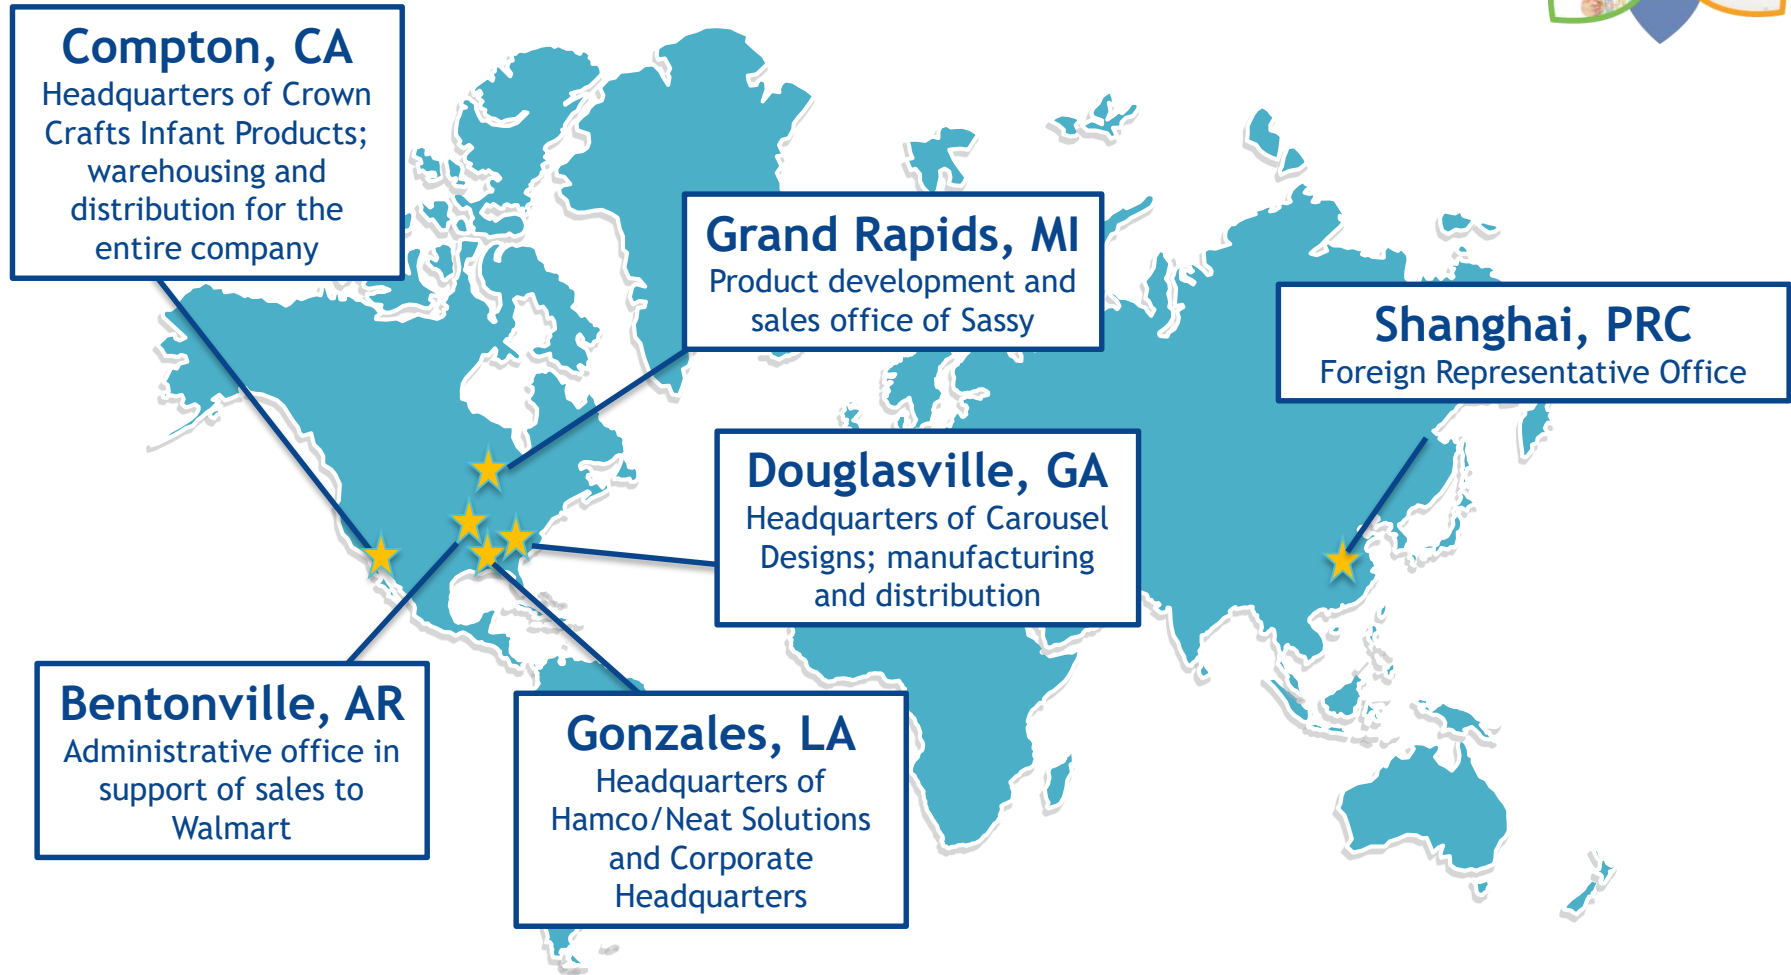 Compton, CA
Headquarters of Crown
Crafts Infant Products;
warehousing and
distribution for the
entire company
Grand Rapids, MI
Product development and
sales office of Sassy
Shanghai, PRC
Foreign Representative Office
Douglasville, GA
Headquarters of Carousel
Designs; manufacturing
and distribution
Bentonville, AR
Administrative office in
support of sales to
Walmart
Gonzales, LA
Headquarters of
Hamco/Neat Solutions
and Corporate
Headquarters